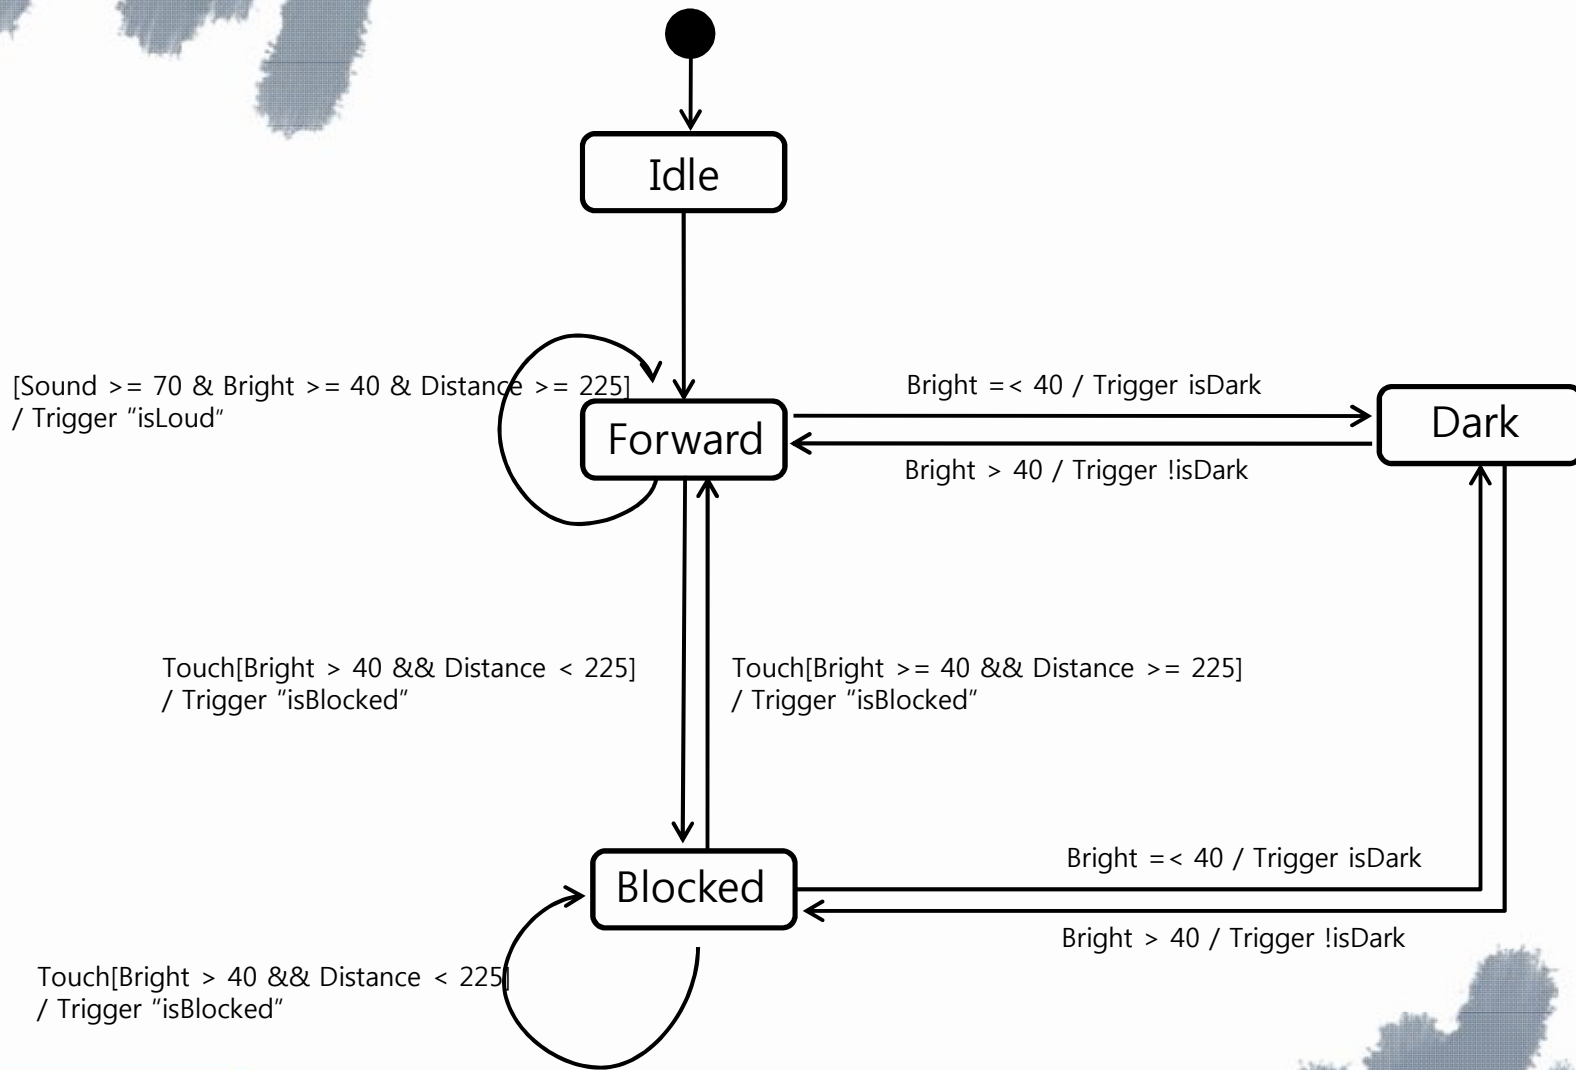 Idle
[Sound >= 70 & Bright >= 40 & Distance >= 225]
/ Trigger "isLoud"
Bright =< 40 / Trigger isDark
Forward
Dark
Bright > 40 / Trigger !isDark
Touch[Bright > 40 && Distance < 225]
/ Trigger "isBlocked"
Touch[Bright >= 40 && Distance >= 225]
/ Trigger "isBlocked"
Bright =< 40 / Trigger isDark
Blocked
Bright > 40 / Trigger !isDark
Touch[Bright > 40 && Distance < 225]
/ Trigger "isBlocked"